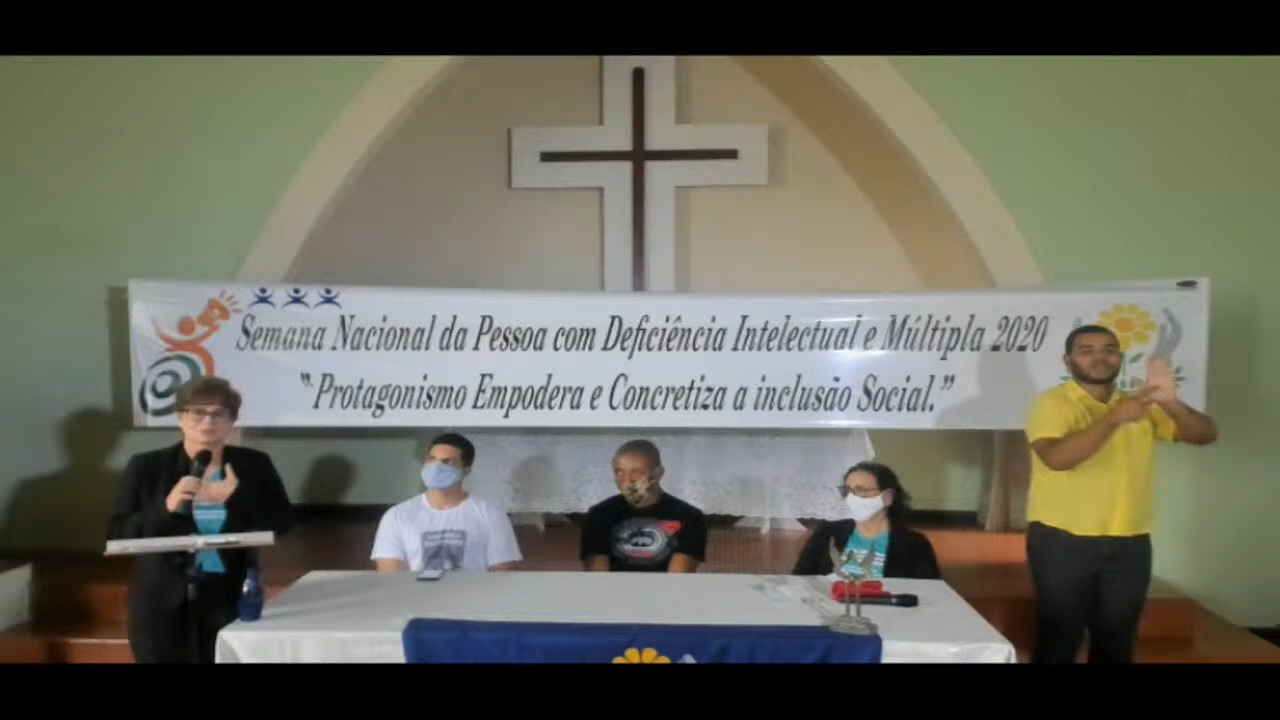 Semana Nacional da Pessoa com Deficiência Intelectual e Múltipla 2020
"Protagonismo Empodera e Concretiza a inclusão Social."